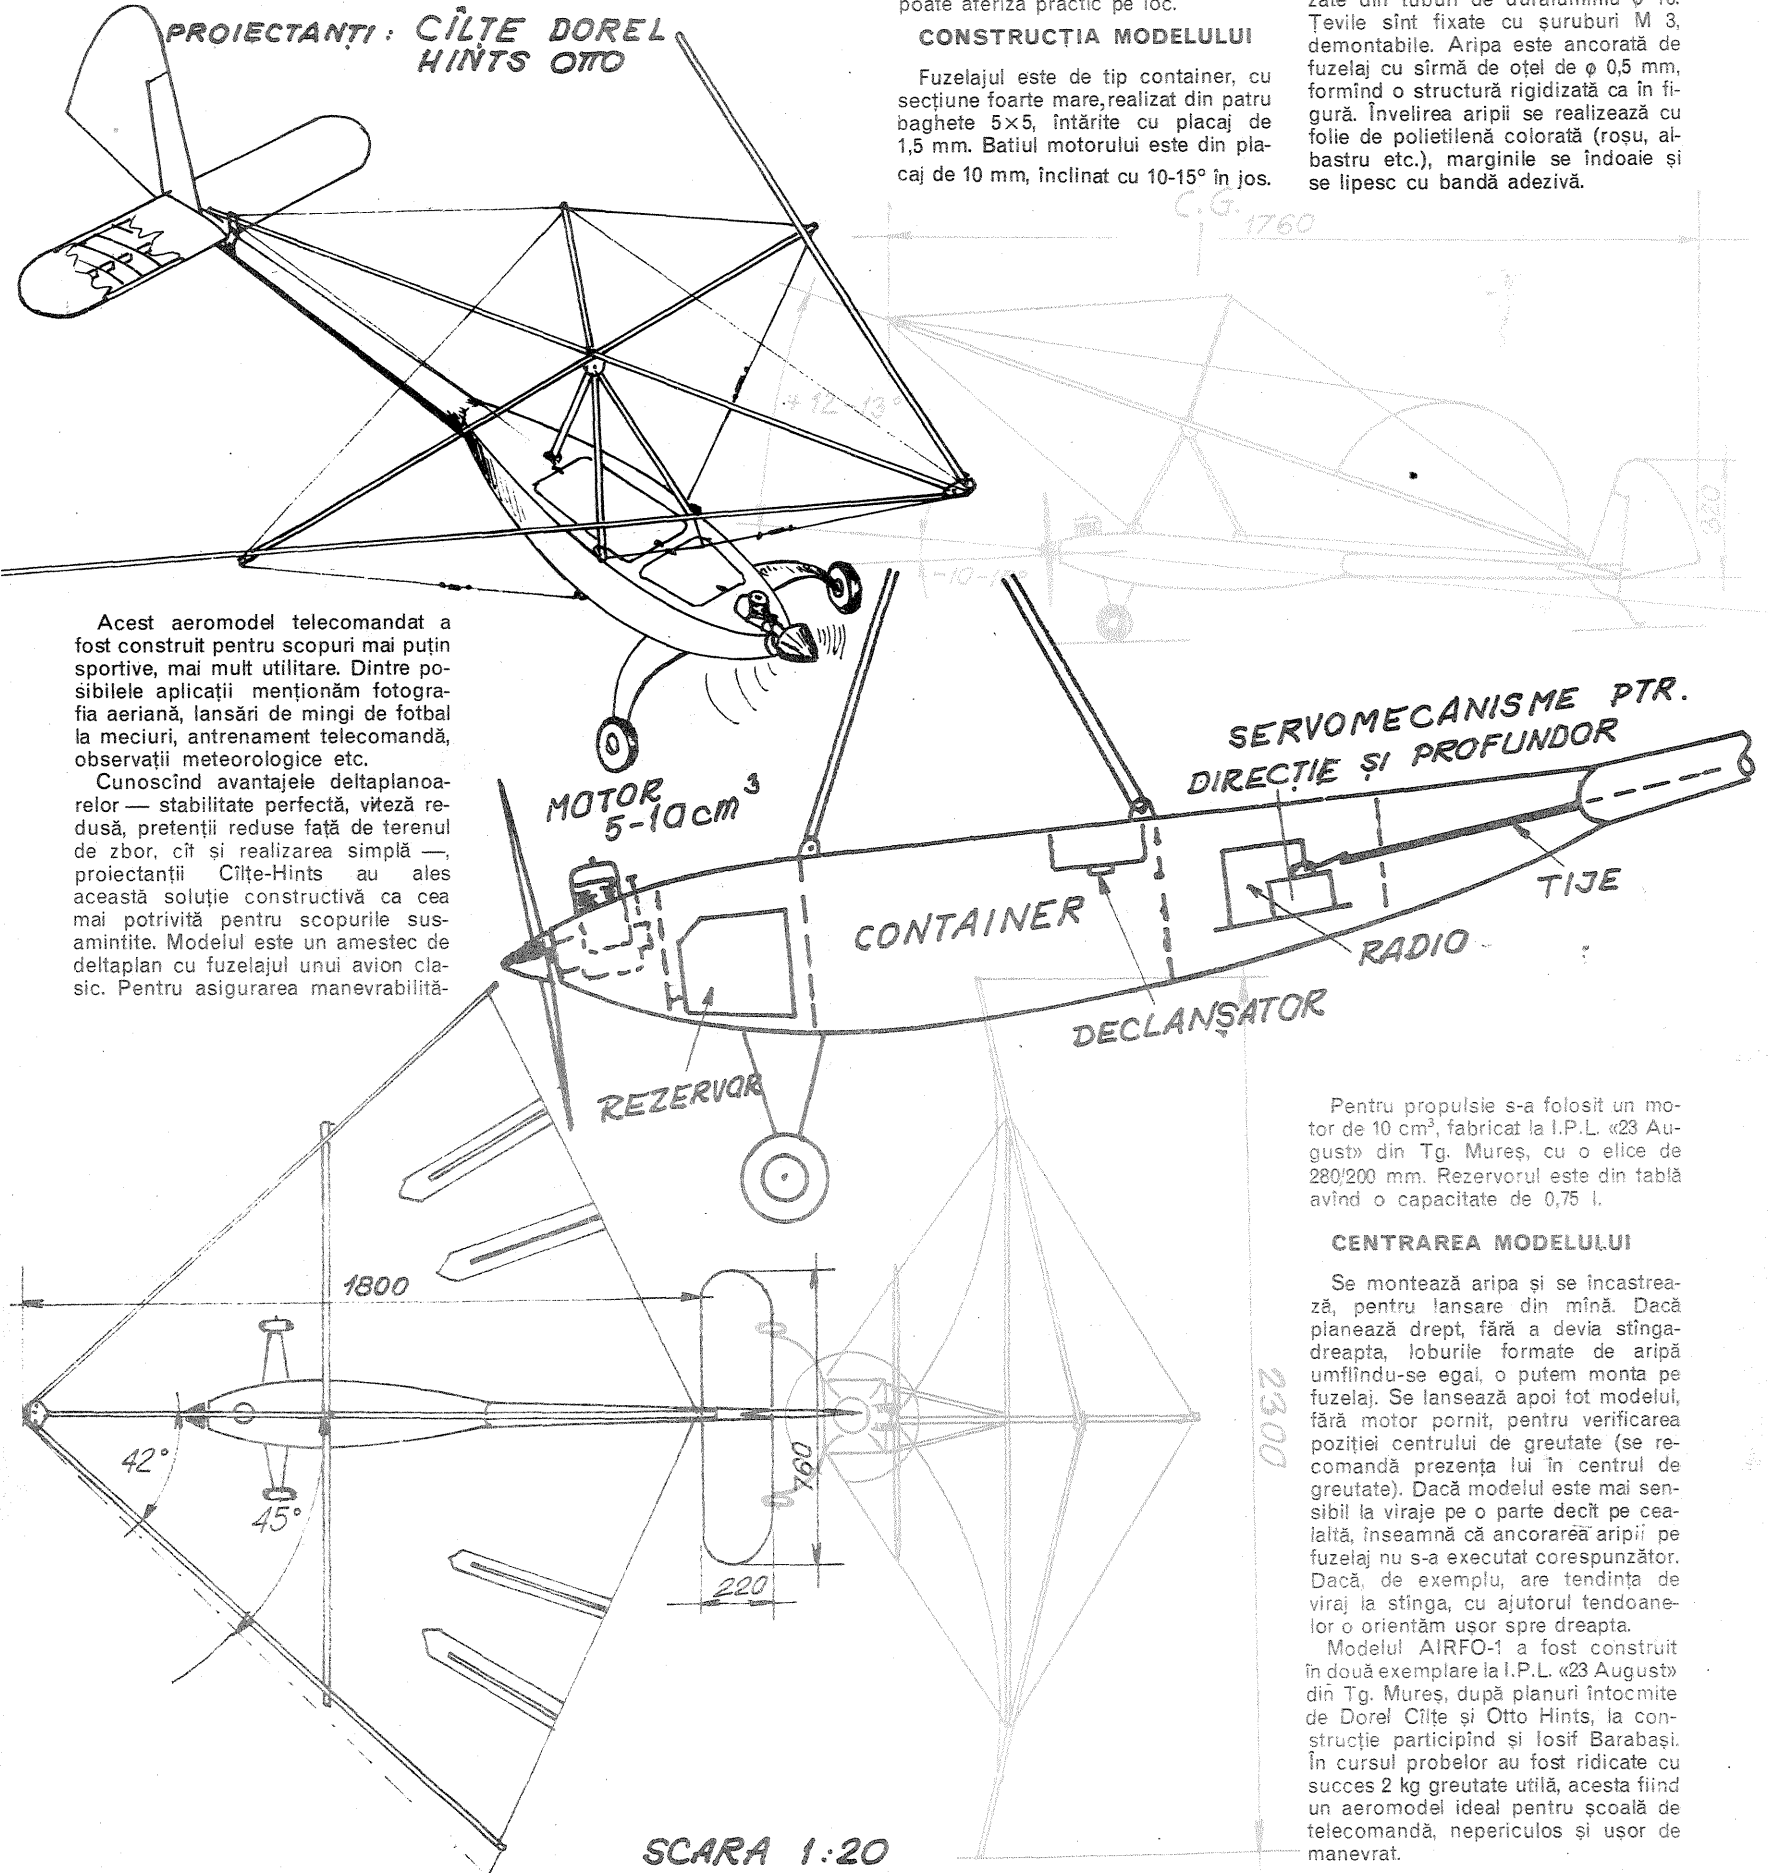 PROIECTANȚI: CÎLȚE DOREL
HINTS OTTO
poate ateriza practic pe loc.
CONSTRUCȚIA MODELULUI
Fuzelajul este de tip container, cu
secțiune foarte mare, realizat din patru
baghete 5×5, întărite cu placaj de
1,5 mm. Batiul motorului este din pla-
caj de 10 mm, înclinat cu 10-15° în jos.
zate din tuburi de duraluminiu φ 10.
Țevile sînt fixate cu șuruburi M 3,
demontabile. Aripa este ancorată de
fuzelaj cu sîrmă de oțel de φ 0,5 mm,
formînd o structură rigidizată ca în fi-
gură. Învelirea aripii se realizează cu
folie de polietilenă colorată (roșu, al-
bastru etc.), marginile se îndoaie și
se lipesc cu bandă adezivă.
C.G.
1760
+12-13°
320
-10-15°
Acest aeromodel telecomandat a
fost construit pentru scopuri mai puțin
sportive, mai mult utilitare. Dintre po-
sibilele aplicații menționăm fotogra-
fia aeriană, lansări de mingi de fotbal
la meciuri, antrenament telecomandă,
observații meteorologice etc.
Cunoscînd avantajele deltaplanoa-
relor — stabilitate perfectă, viteză re-
dusă, pretenții reduse față de terenul
de zbor, cît și realizarea simplă —,
proiectanții Cîlțe-Hints au ales
această soluție constructivă ca cea
mai potrivită pentru scopurile sus-
amintite. Modelul este un amestec de
deltaplan cu fuzelajul unui avion cla-
sic. Pentru asigurarea manevrabilită-
MOTOR
5-10 cm³
SERVOMECANISME PTR.
DIRECȚIE ȘI PROFUNDOR
TIJE
CONTAINER
RADIO
DECLANȘATOR
REZERVOR
1800
42°
45°
760
220
2300
SCARA 1:20
Pentru propulsie s-a folosit un mo-
tor de 10 cm³, fabricat la I.P.L. «23 Au-
gust» din Tg. Mureș, cu o elice de
280/200 mm. Rezervorul este din tablă
avînd o capacitate de 0,75 l.
CENTRAREA MODELULUI
Se montează aripa și se încastrea-
ză, pentru lansare din mînă. Dacă
planează drept, fără a devia stînga-
dreapta, loburile formate de aripă
umflîndu-se egal, o putem monta pe
fuzelaj. Se lansează apoi tot modelul,
fără motor pornit, pentru verificarea
poziției centrului de greutate (se re-
comandă prezența lui în centrul de
greutate). Dacă modelul este mai sen-
sibil la viraje pe o parte decît pe cea-
laltă, înseamnă că ancorarea aripii pe
fuzelaj nu s-a executat corespunzător.
Dacă, de exemplu, are tendința de
viraj la stînga, cu ajutorul tendoane-
lor o orientăm ușor spre dreapta.
Modelul AIRFO-1 a fost construit
în două exemplare la I.P.L. «23 August»
din Tg. Mureș, după planuri întocmite
de Dorel Cîlțe și Otto Hints, la con-
strucție participînd și Iosif Barabași.
În cursul probelor au fost ridicate cu
succes 2 kg greutate utilă, acesta fiind
un aeromodel ideal pentru școală de
telecomandă, nepericulos și ușor de
manevrat.